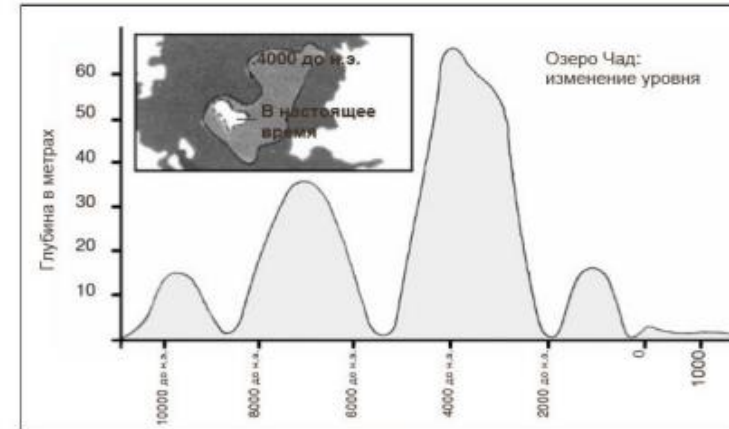 Озеро Чад:
изменение уровня
.4000 до н.э.
В настоящее
время
Глубина в метрах
60
50
40
30
20
10
10000 до н.э.
8000 до н.э.
6000 до н.э.
4000 до н.э.
2000 до н.э.
0
1000